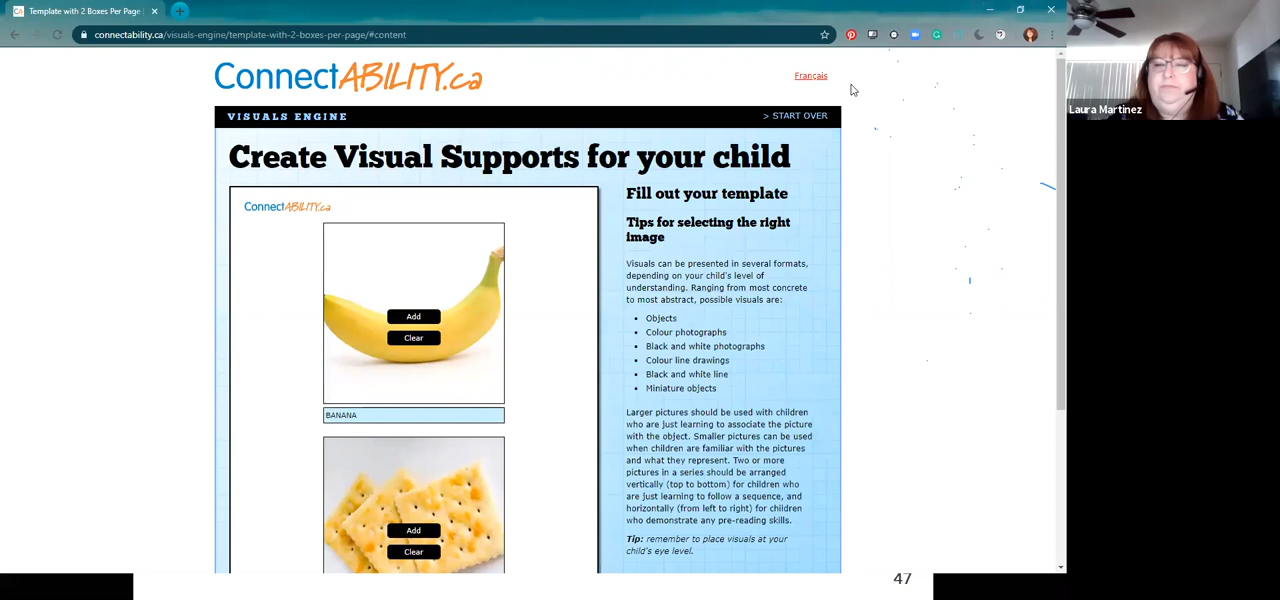 Template with 2 Boxes Per Page
connectability.ca/visuals-engine/template-with-2-boxes-per-page/#content
ConnectABILITY.ca
Français
Laura Martinez
VISUALS ENGINE
> START OVER
Create Visual Supports for your child
ConnectABILITY.ca
Add
Clear
BANANA
Add
Clear
Fill out your template
Tips for selecting the right
image
Visuals can be presented in several formats,
depending on your child's level of
understanding. Ranging from most concrete
to most abstract, possible visuals are:
• Objects
• Colour photographs
• Black and white photographs
• Colour line drawings
• Black and white line
• Miniature objects
Larger pictures should be used with children
who are just learning to associate the picture
with the object. Smaller pictures can be used
when children are familiar with the pictures
and what they represent. Two or more
pictures in a series should be arranged
vertically (top to bottom) for children who
are just learning to follow a sequence, and
horizontally (from left to right) for children
who demonstrate any pre-reading skills.
Tip: remember to place visuals at your
child's eye level.
47